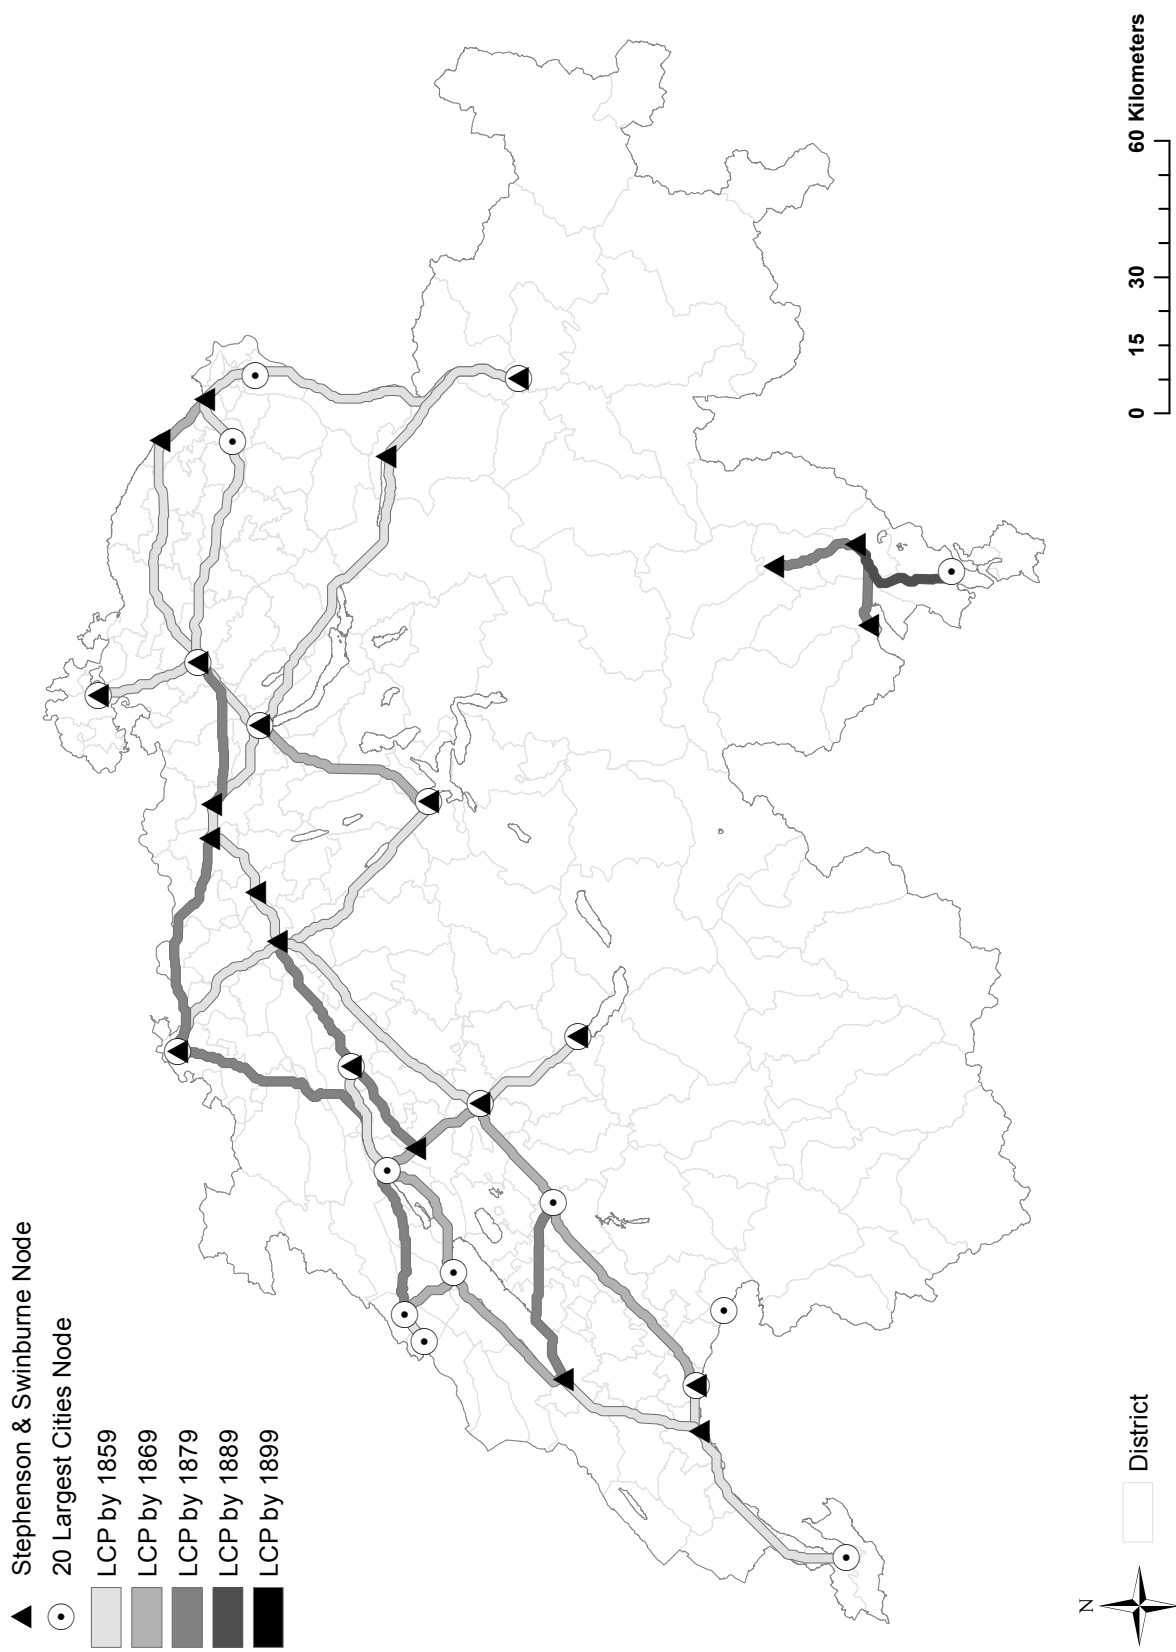 Stephenson & Swinburne Node
20 Largest Cities Node
LCP by 1859
LCP by 1869
LCP by 1879
LCP by 1889
LCP by 1899
N
District
0 15 30 60 Kilometers